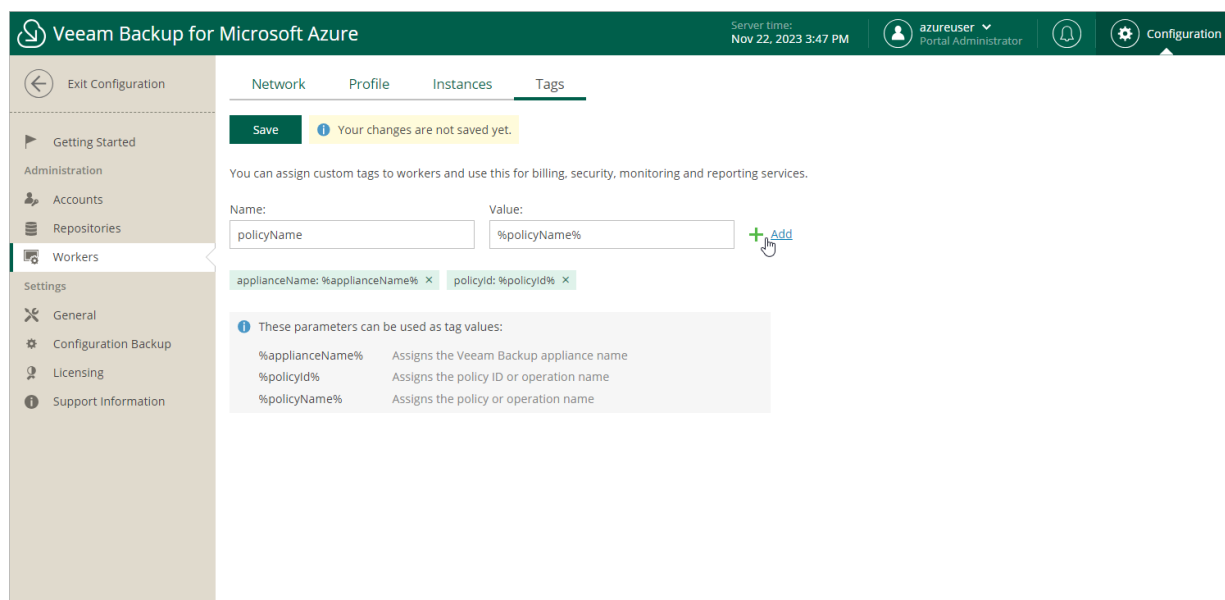 Veeam Backup for Microsoft Azure
Server time:
Nov 22, 2023 3:47 PM
azureuser
Portal Administrator
Configuration
Exit Configuration
Getting Started
Administration
Accounts
Repositories
Workers
Settings
General
Configuration Backup
Licensing
Support Information
Network Profile Instances Tags
Save Your changes are not saved yet.
You can assign custom tags to workers and use this for billing, security, monitoring and reporting services.
Name: Value:
policyName %policyName% Add
applianceName: %applianceName% × policyId: %policyId% ×
These parameters can be used as tag values:
%applianceName% Assigns the Veeam Backup appliance name
%policyId% Assigns the policy ID or operation name
%policyName% Assigns the policy or operation name